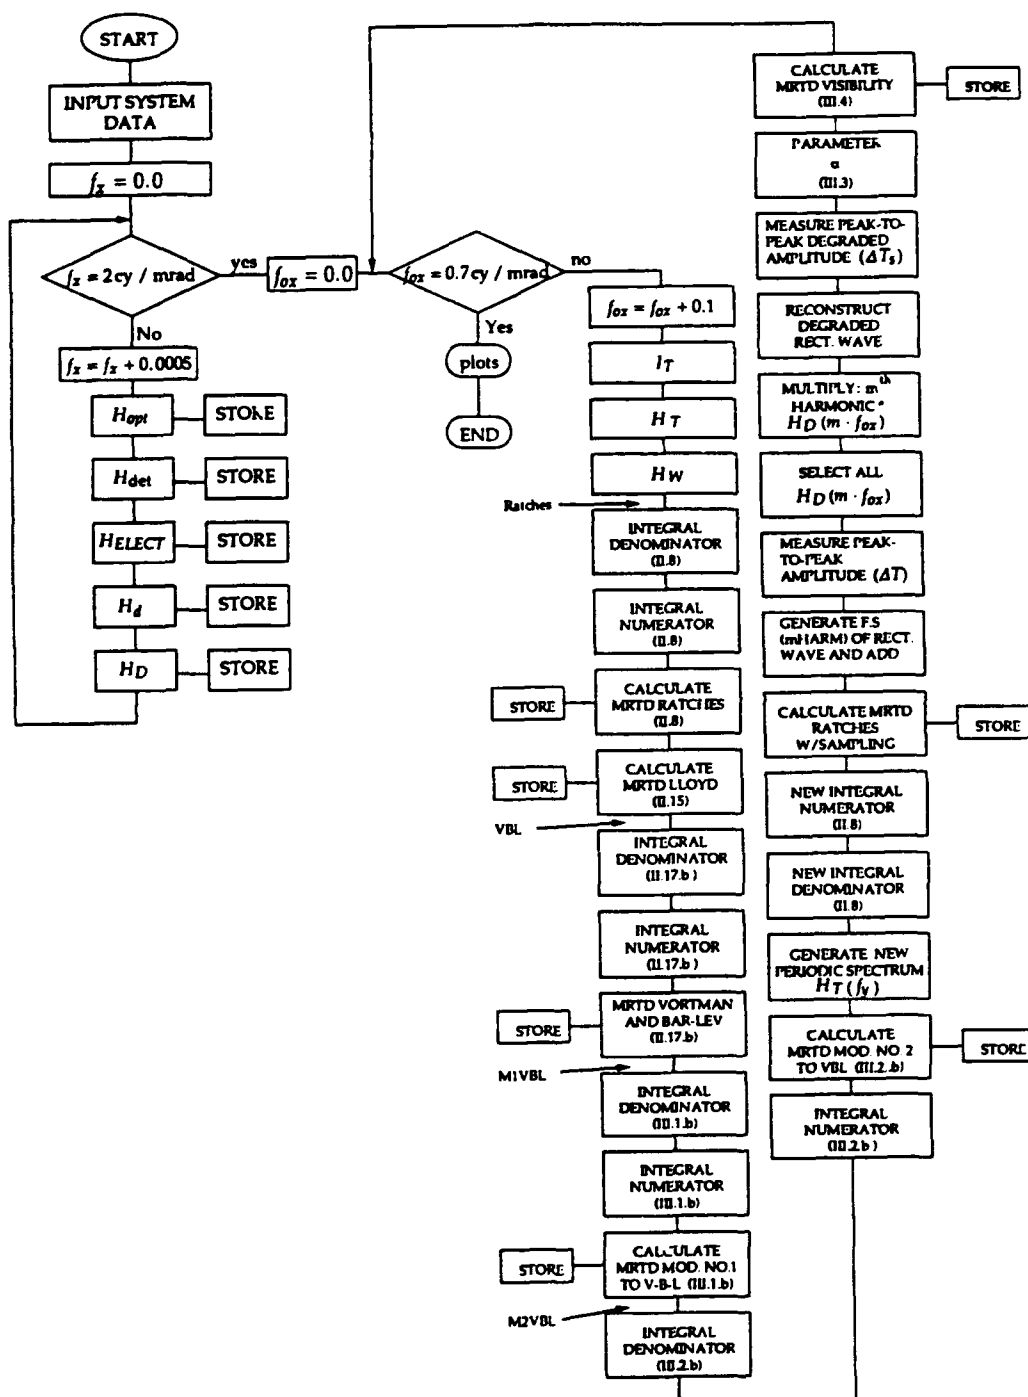 START
INPUT SYSTEM
DATA
f_x = 0.0
f_x = 2cy / mrad
yes
No
f_x = f_x + 0.0005
H_opt
STORE
H_det
STORE
H_ELECT
STORE
H_d
STORE
H_D
STORE
f_ox = 0.0
f_ox = 0.7cy / mrad
no
Yes
plots
END
f_ox = f_ox + 0.1
I_T
H_T
H_W
Ratches
INTEGRAL
DENOMINATOR
(II.8)
INTEGRAL
NUMERATOR
(II.8)
STORE
CALCULATE
MRTD RATCHES
(II.8)
STORE
CALCULATE
MRTD LLOYD
(II.15)
VBL
INTEGRAL
DENOMINATOR
(II.17.b)
INTEGRAL
NUMERATOR
(II.17.b)
STORE
MRTD VORTMAN
AND BAR-LEV
(II.17.b)
M1VBL
INTEGRAL
DENOMINATOR
(III.1.b)
INTEGRAL
NUMERATOR
(III.1.b)
STORE
CALCULATE
MRTD MOD. NO.1
TO V-B-L (III.1.b)
M2VBL
INTEGRAL
DENOMINATOR
(III.2.b)
CALCULATE
MRTD VISIBILITY
(III.4)
STORE
PARAMETER
α
(III.3)
MEASURE PEAK-TO-
PEAK DEGRADED
AMPLITUDE (ΔT_s)
RECONSTRUCT
DEGRADED
RECT. WAVE
MULTIPLY: m^th
HARMONIC *
H_D (m · f_ox)
SELECT ALL
H_D (m · f_ox)
MEASURE PEAK-
TO-PEAK
AMPLITUDE (ΔT)
GENERATE F.S
(mHARM) OF RECT.
WAVE AND ADD
CALCULATE MRTD
RATCHES
W/SAMPLING
STORE
NEW INTEGRAL
NUMERATOR
(II.8)
NEW INTEGRAL
DENOMINATOR
(II.8)
GENERATE NEW
PERIODIC SPECTRUM
H_T (f_y)
CALCULATE
MRTD MOD. NO. 2
TO VBL (III.2.b)
STORE
INTEGRAL
NUMERATOR
(III.2.b)